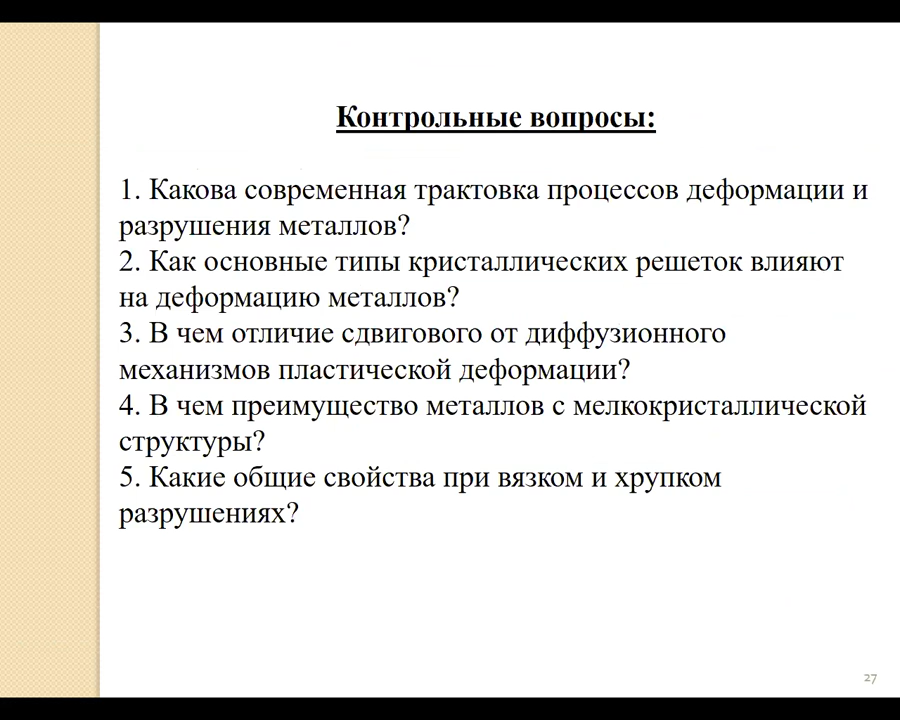 Контрольные вопросы:
1. Какова современная трактовка процессов деформации и
разрушения металлов?
2. Как основные типы кристаллических решеток влияют
на деформацию металлов?
3. В чем отличие сдвигового от диффузионного
механизмов пластической деформации?
4. В чем преимущество металлов с мелкокристаллической
структуры?
5. Какие общие свойства при вязком и хрупком
разрушениях?
27